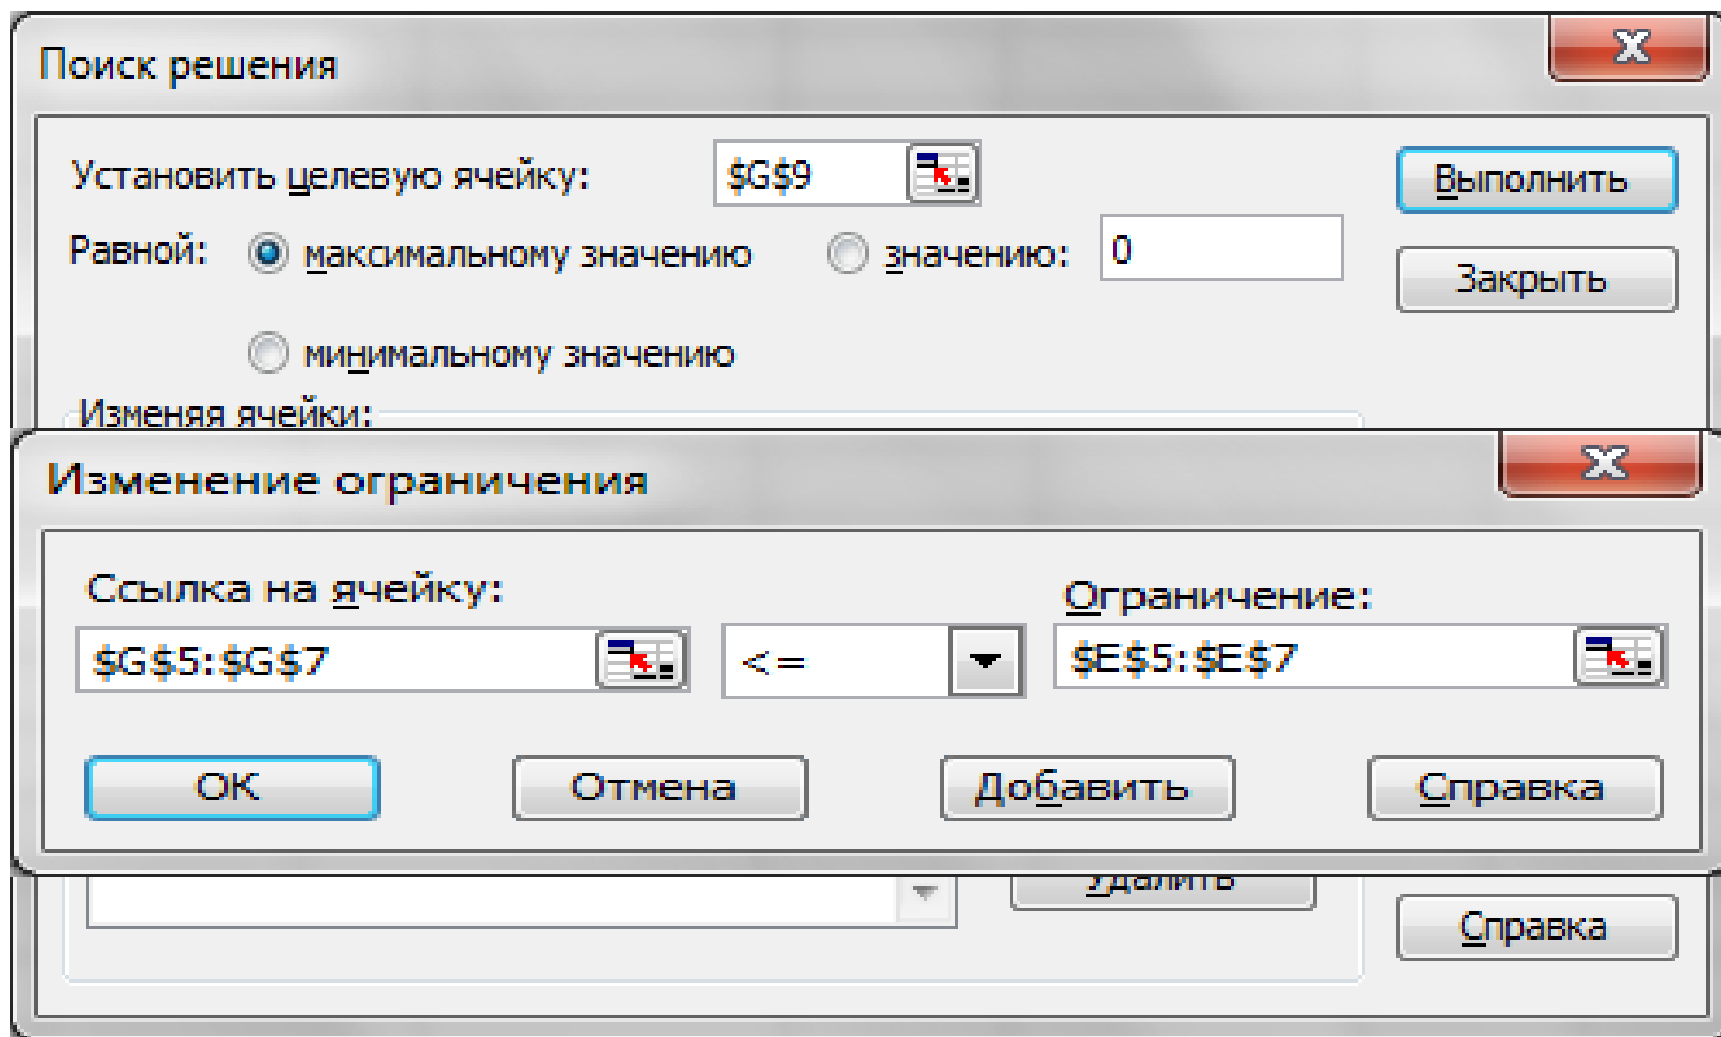 Поиск решения
Установить целевую ячейку: $G$9 Выполнить
Равной: максимальному значению значению: 0 Закрыть
минимальному значению
Изменяя ячейки:
Изменение ограничения
Ссылка на ячейку: Ограничение:
$G$5:$G$7 <= $E$5:$E$7
OK Отмена Добавить Справка
Удалить
Справка